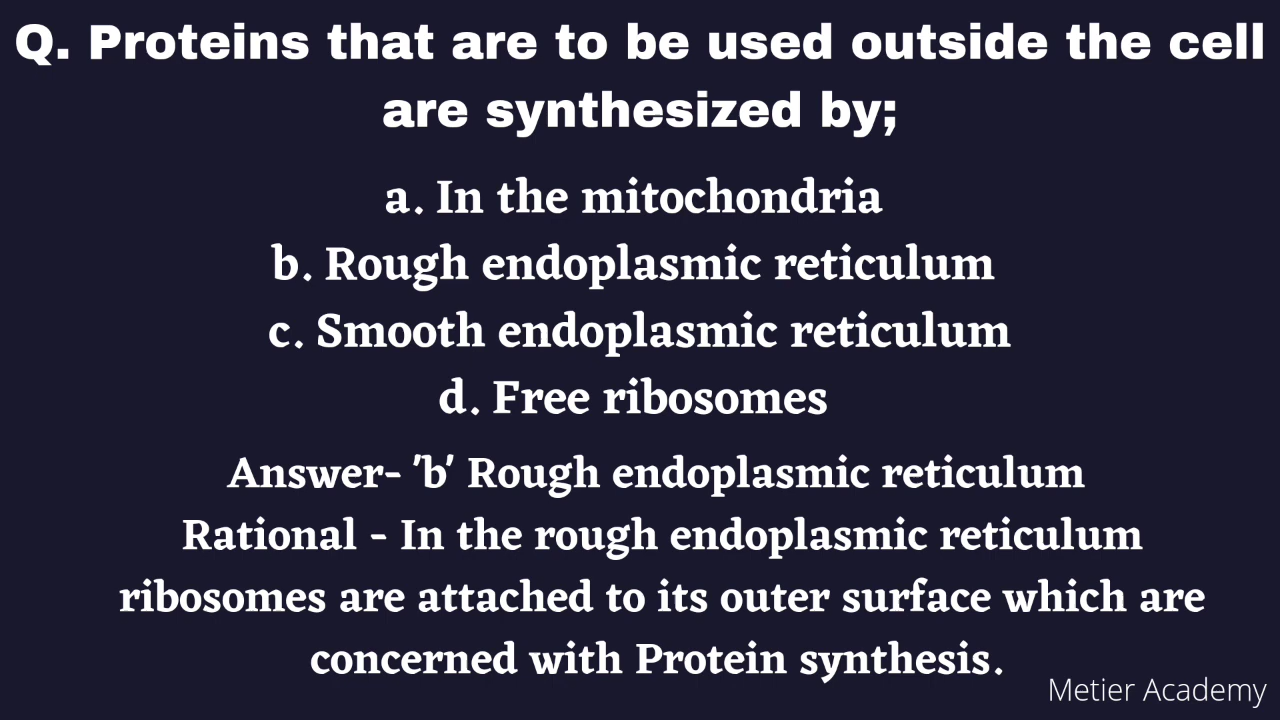 Q. Proteins that are to be used outside the cell
are synthesized by;
a. In the mitochondria
b. Rough endoplasmic reticulum
c. Smooth endoplasmic reticulum
d. Free ribosomes
Answer- 'b' Rough endoplasmic reticulum
Rational - In the rough endoplasmic reticulum
ribosomes are attached to its outer surface which are
concerned with Protein synthesis.
Metier Academy